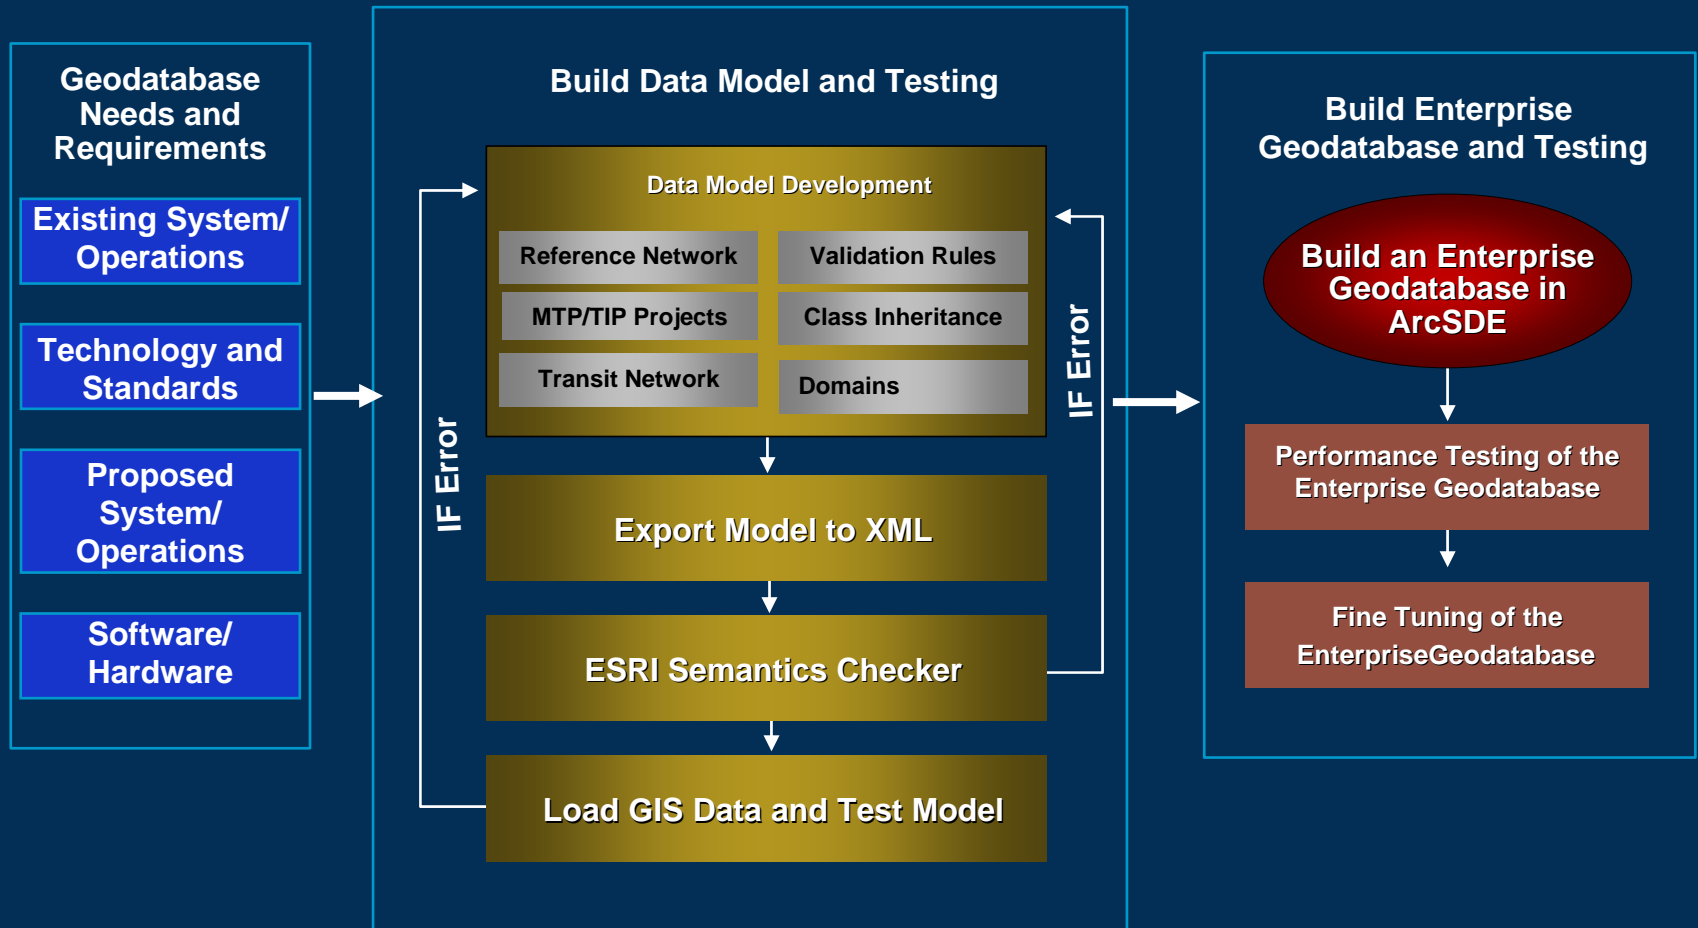 Geodatabase
Needs and
Requirements
Existing System/
Operations
Technology and
Standards
Proposed
System/
Operations
Software/
Hardware
Build Data Model and Testing
Data Model Development
Reference Network
Validation Rules
MTP/TIP Projects
Class Inheritance
Transit Network
Domains
IF Error
IF Error
Export Model to XML
ESRI Semantics Checker
Load GIS Data and Test Model
Build Enterprise
Geodatabase and Testing
Build an Enterprise
Geodatabase in
ArcSDE
Performance Testing of the
Enterprise Geodatabase
Fine Tuning of the
EnterpriseGeodatabase